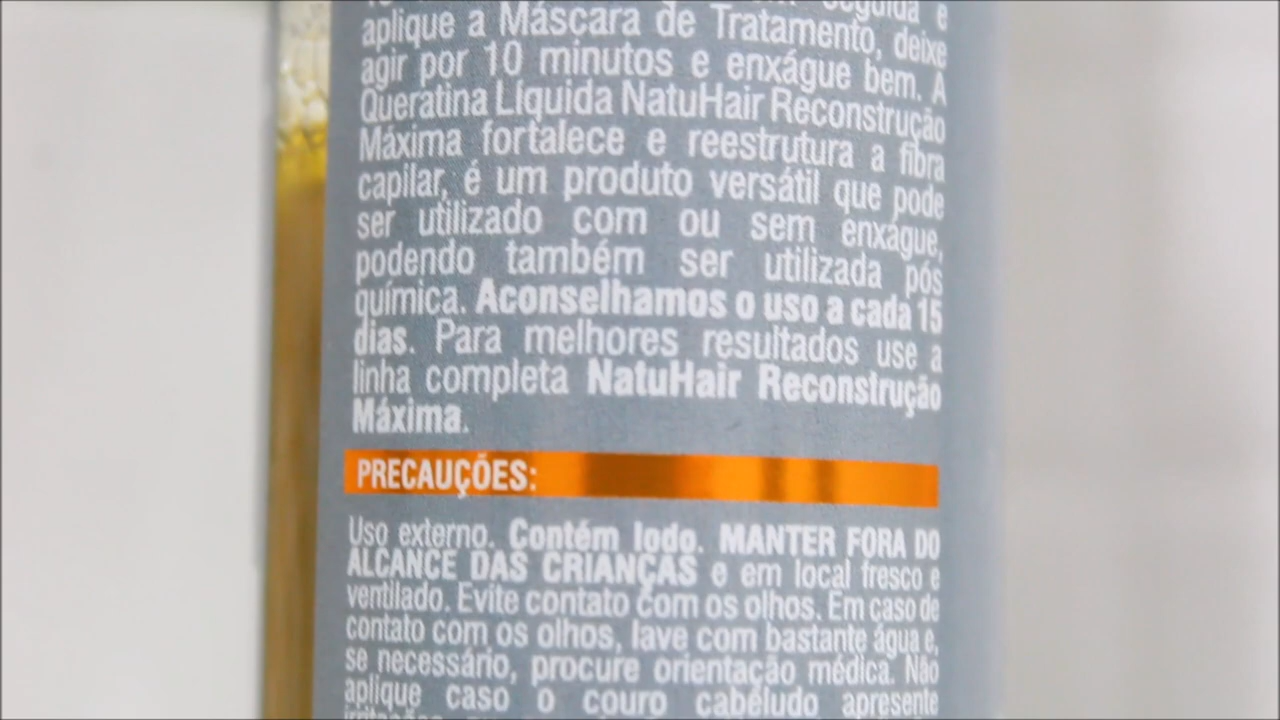 seguida e
aplique a Máscara de Tratamento, deixe
agir por 10 minutos e enxágue bem. A
Queratina Líquida NatuHair Reconstrução
Máxima fortalece e reestrutura a fibra
capilar, é um produto versátil que pode
ser utilizado com ou sem enxágue,
podendo também ser utilizada pós
química. Aconselhamos o uso a cada 15
dias. Para melhores resultados use a
linha completa NatuHair Reconstrução
Máxima.
PRECAUÇÕES:
Uso externo. Contém Iodo. MANTER FORA DO
ALCANCE DAS CRIANÇAS e em local fresco e
ventilado. Evite contato com os olhos. Em caso de
contato com os olhos, lave com bastante água e,
se necessário, procure orientação médica. Não
aplique caso o couro cabeludo apresente